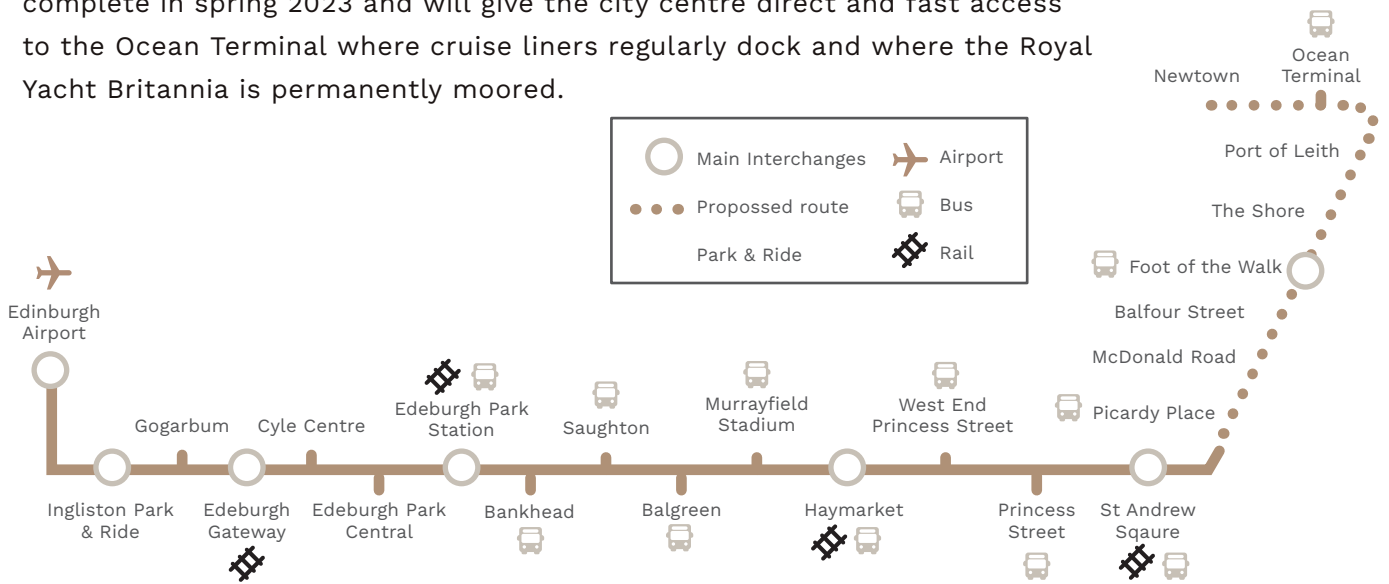 complete in spring 2023 and will give the city centre direct and fast access
to the Ocean Terminal where cruise liners regularly dock and where the Royal
Yacht Britannia is permanently moored.
Ocean
Terminal
Newtown
Main Interchanges
Airport
Propossed route
Bus
Park & Ride
Rail
Port of Leith
The Shore
Foot of the Walk
Balfour Street
McDonald Road
Picardy Place
Edinburgh
Airport
Gogarbum
Cyle Centre
Edeburgh Park
Station
Saughton
Murrayfield
Stadium
West End
Princess Street
Ingliston Park
& Ride
Edeburgh
Gateway
Edeburgh Park
Central
Bankhead
Balgreen
Haymarket
Princess
Street
St Andrew
Sqaure